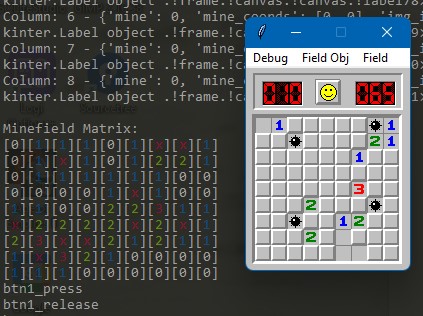 kinter.Label object .!frame.!canvas.!canvas.!label78>
Column: 6 - {'mine': 0, 'mine_coords': [0, 0], 'img_i
kinter.Label object .!frame.!ca
Column: 7 - {'mine': 0, 'mine_c
kinter.Label object .!frame.!ca
Column: 8 - {'mine': 0, 'mine_c
kinter.Label object .!frame.!ca
Minefield Matrix:
[0][1][1][1][0][1][x][x][1]
[0][1][x][1][0][1][2][2][1]
[0][1][1][1][1][1][1][0][0]
[0][0][0][0][1][x][1][0][0]
[1][1][0][0][2][2][3][1][1]
[x][2][2][2][2][x][2][x][1]
[2][3][x][x][2][1][2][1][1]
[1][x][3][2][1][0][0][0][0]
[1][1][1][0][0][0][0][0][0]
btn1_press
btn1_release
Debug Field Obj Field
010 065
1 1
2 1
1
3
2
1 2